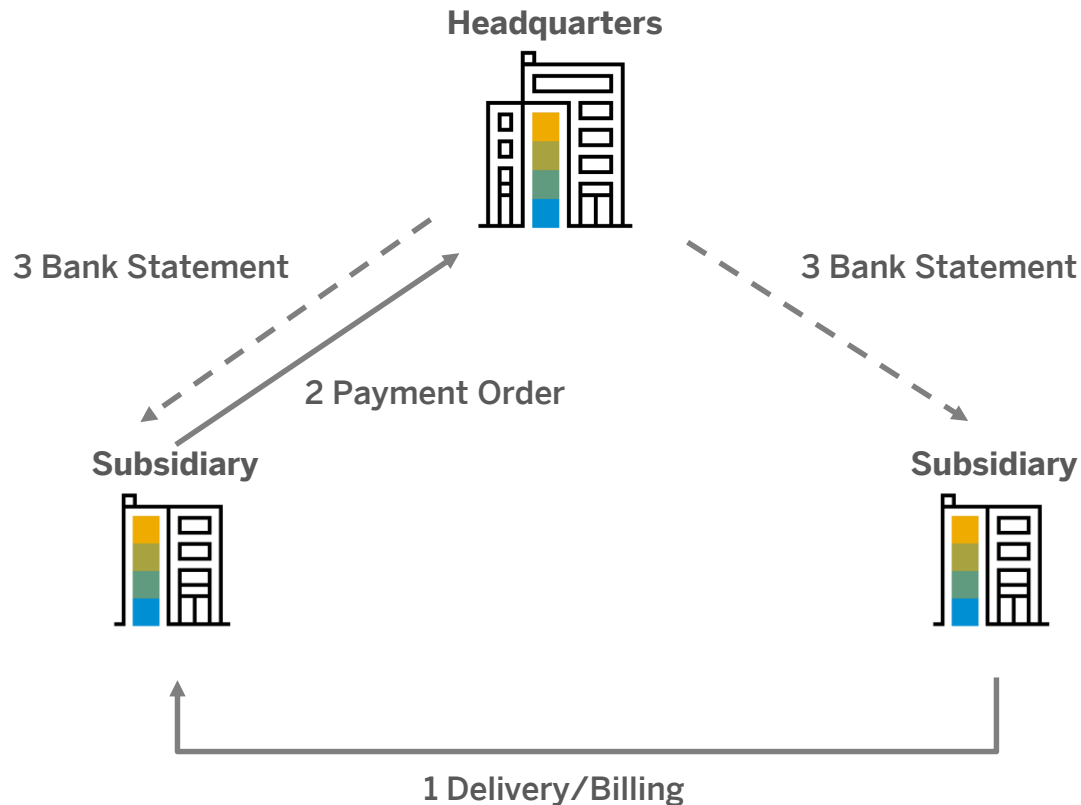 Headquarters
3 Bank Statement
3 Bank Statement
2 Payment Order
Subsidiary
Subsidiary
1 Delivery/Billing